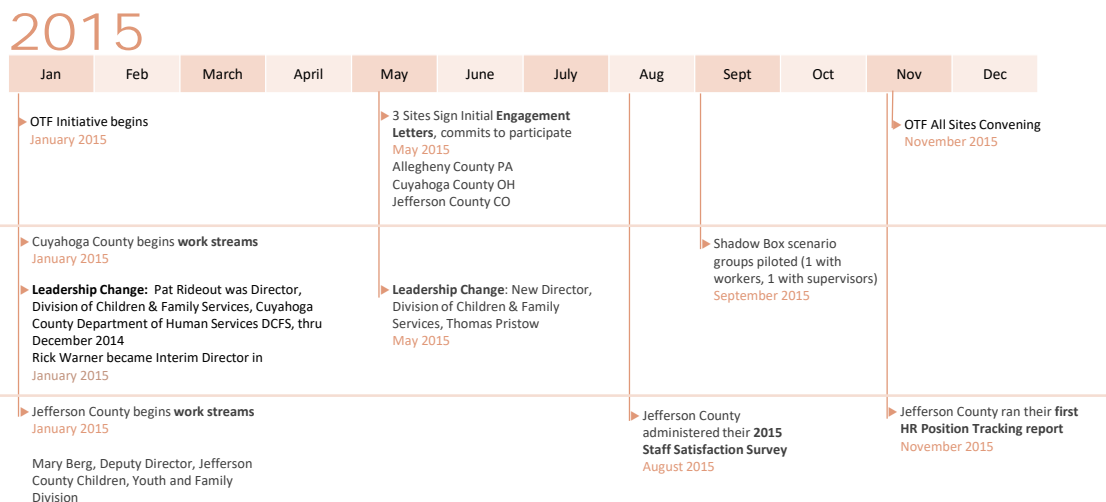 2015
Jan Feb March April May June July Aug Sept Oct Nov Dec
OTF Initiative begins
January 2015
3 Sites Sign Initial Engagement
Letters, commits to participate
May 2015
Allegheny County PA
Cuyahoga County OH
Jefferson County CO
OTF All Sites Convening
November 2015
Cuyahoga County begins work streams
January 2015
Leadership Change: Pat Rideout was Director,
Division of Children & Family Services, Cuyahoga
County Department of Human Services DCFS, thru
December 2014
Rick Warner became Interim Director in
January 2015
Leadership Change: New Director,
Division of Children & Family
Services, Thomas Pristow
May 2015
Shadow Box scenario
groups piloted (1 with
workers, 1 with supervisors)
September 2015
Jefferson County begins work streams
January 2015
Mary Berg, Deputy Director, Jefferson
County Children, Youth and Family
Division
Jefferson County
administered their 2015
Staff Satisfaction Survey
August 2015
Jefferson County ran their first
HR Position Tracking report
November 2015